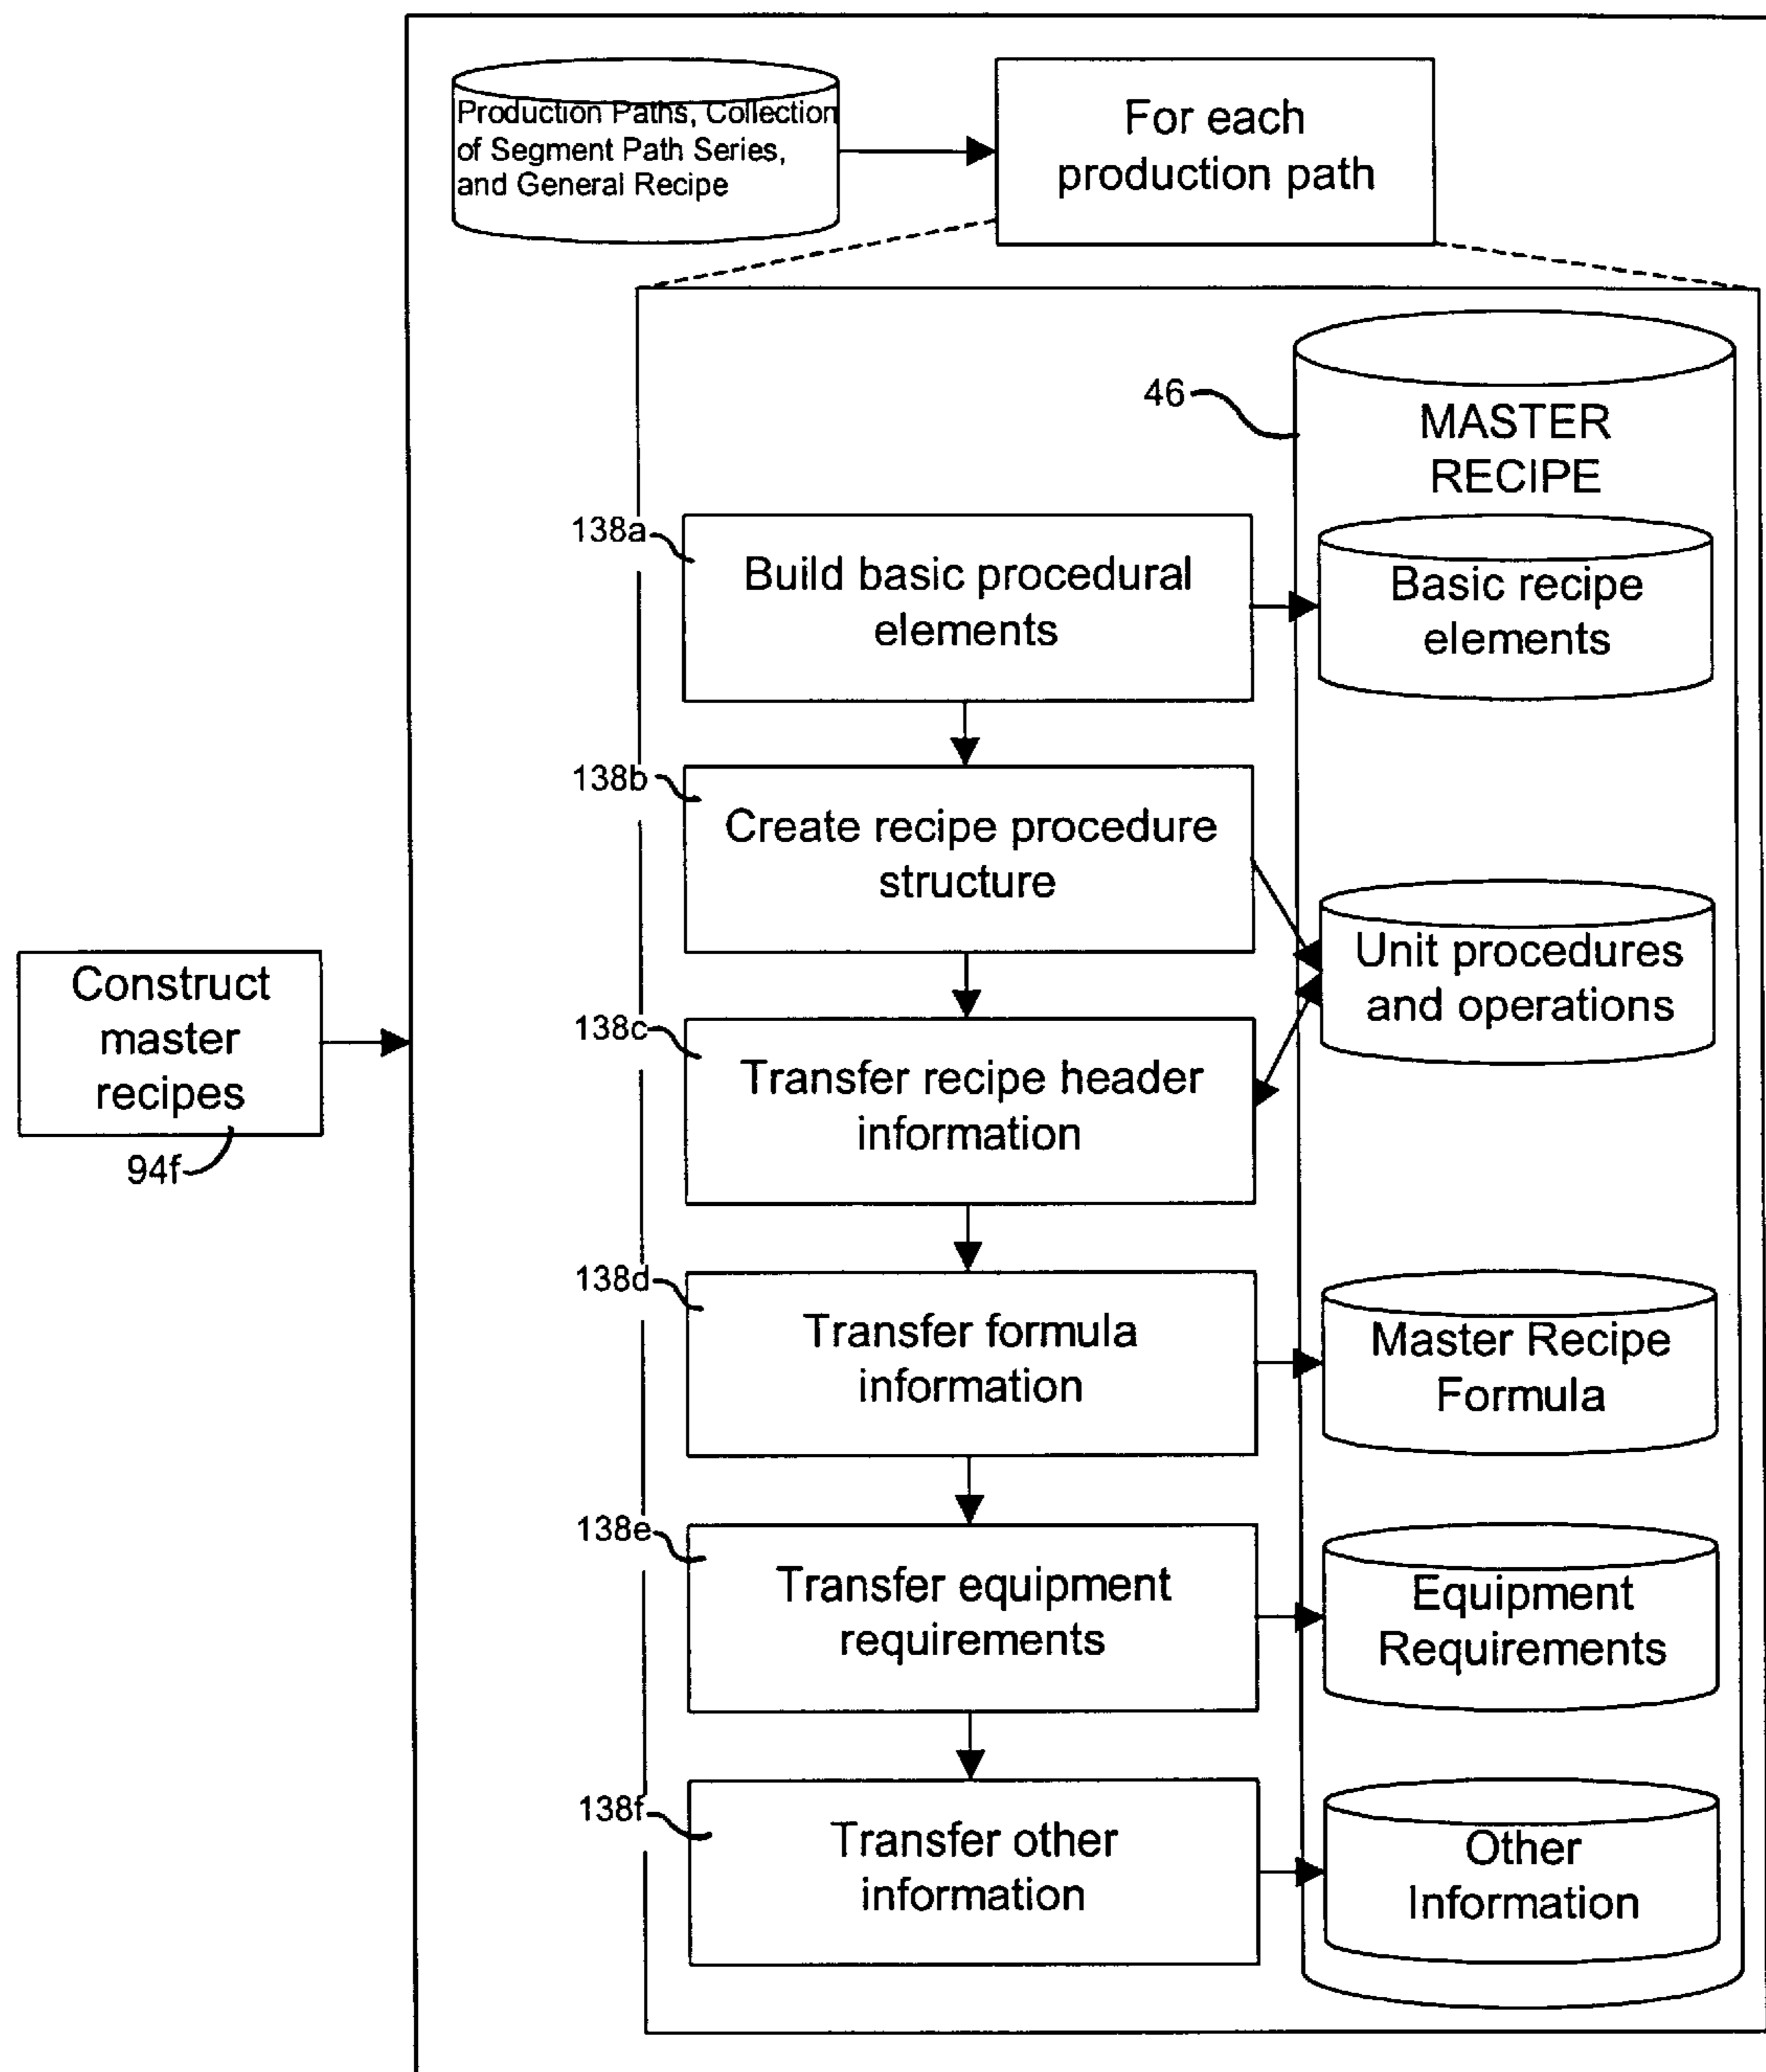 Production Paths, Collection
of Segment Path Series,
and General Recipe
For each
production path
46
MASTER
RECIPE
138a
Build basic procedural
elements
Basic recipe
elements
138b
Create recipe procedure
structure
Unit procedures
and operations
Construct
master
recipes
94f
138c
Transfer recipe header
information
138d
Transfer formula
information
Master Recipe
Formula
138e
Transfer equipment
requirements
Equipment
Requirements
138f
Transfer other
information
Other
Information